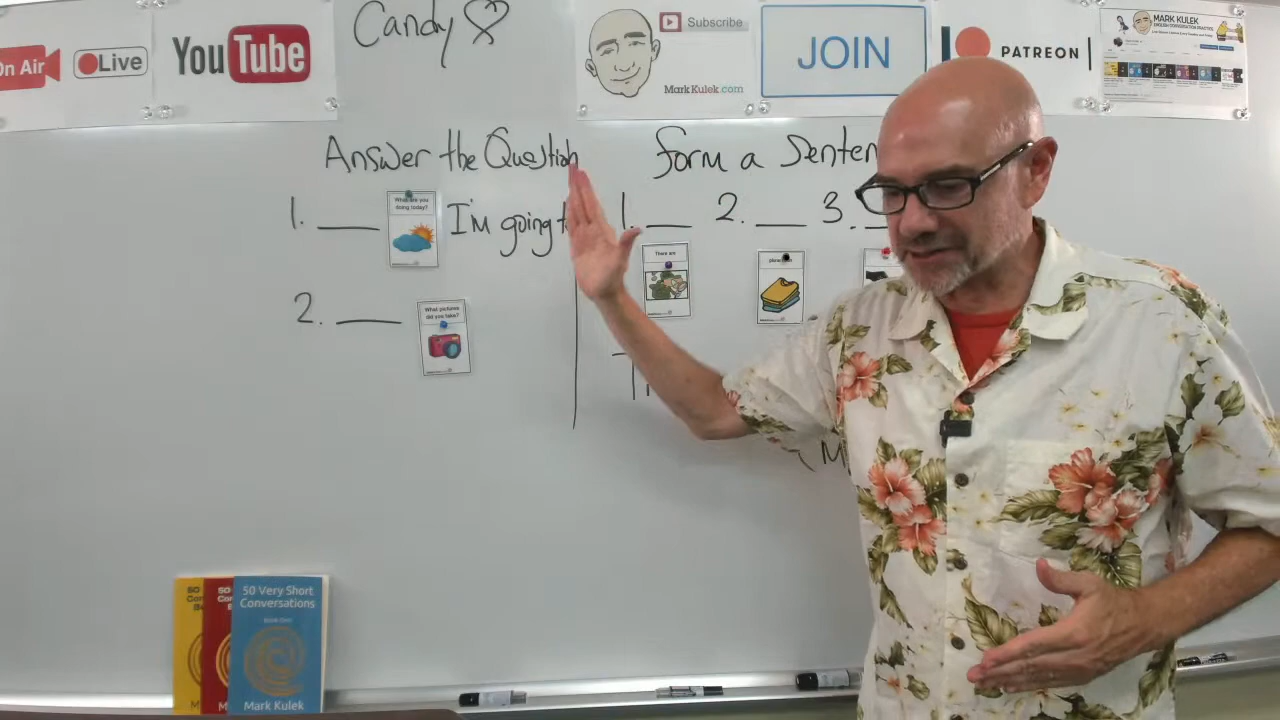 On Air
Live
YouTube
Candy
Subscribe
MarkKulek.com
JOIN
PATREON
MARK KULEK
Answer the Question
1.
What are you
doing today?
I'm going
2.
What pictures
did you take?
form a Senten
1.
2.
3.
There are
50 Very Short
Conversations
Book One
Mark Kulek